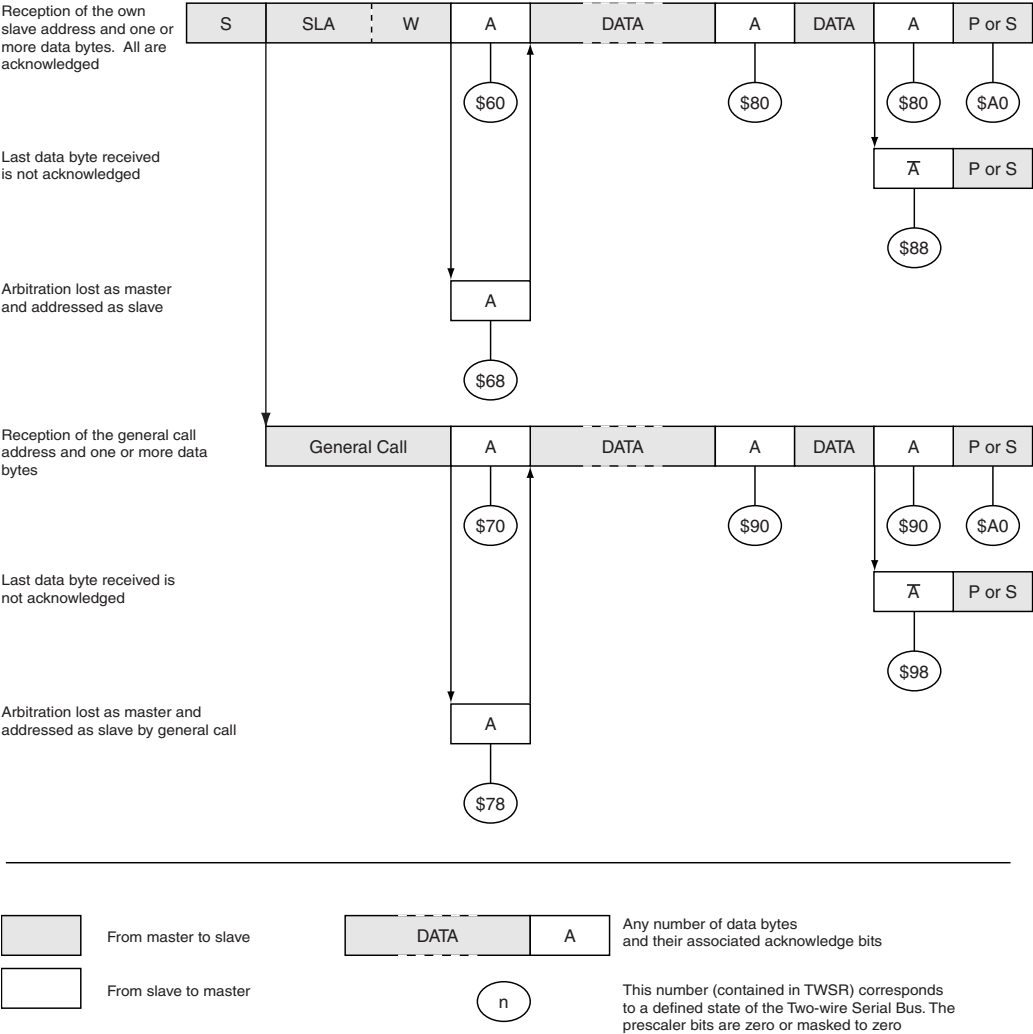 Reception of the own
slave address and one or
more data bytes. All are
acknowledged
S SLA W A DATA A DATA A P or S
$60 $80 $80 $A0
Last data byte received
is not acknowledged
A̅ P or S
$88
Arbitration lost as master
and addressed as slave
A
$68
Reception of the general call
address and one or more data
bytes
General Call A DATA A DATA A P or S
$70 $90 $90 $A0
Last data byte received is
not acknowledged
A̅ P or S
$98
Arbitration lost as master and
addressed as slave by general call
A
$78
From master to slave
DATA A
Any number of data bytes
and their associated acknowledge bits
From slave to master
n
This number (contained in TWSR) corresponds
to a defined state of the Two-wire Serial Bus. The
prescaler bits are zero or masked to zero